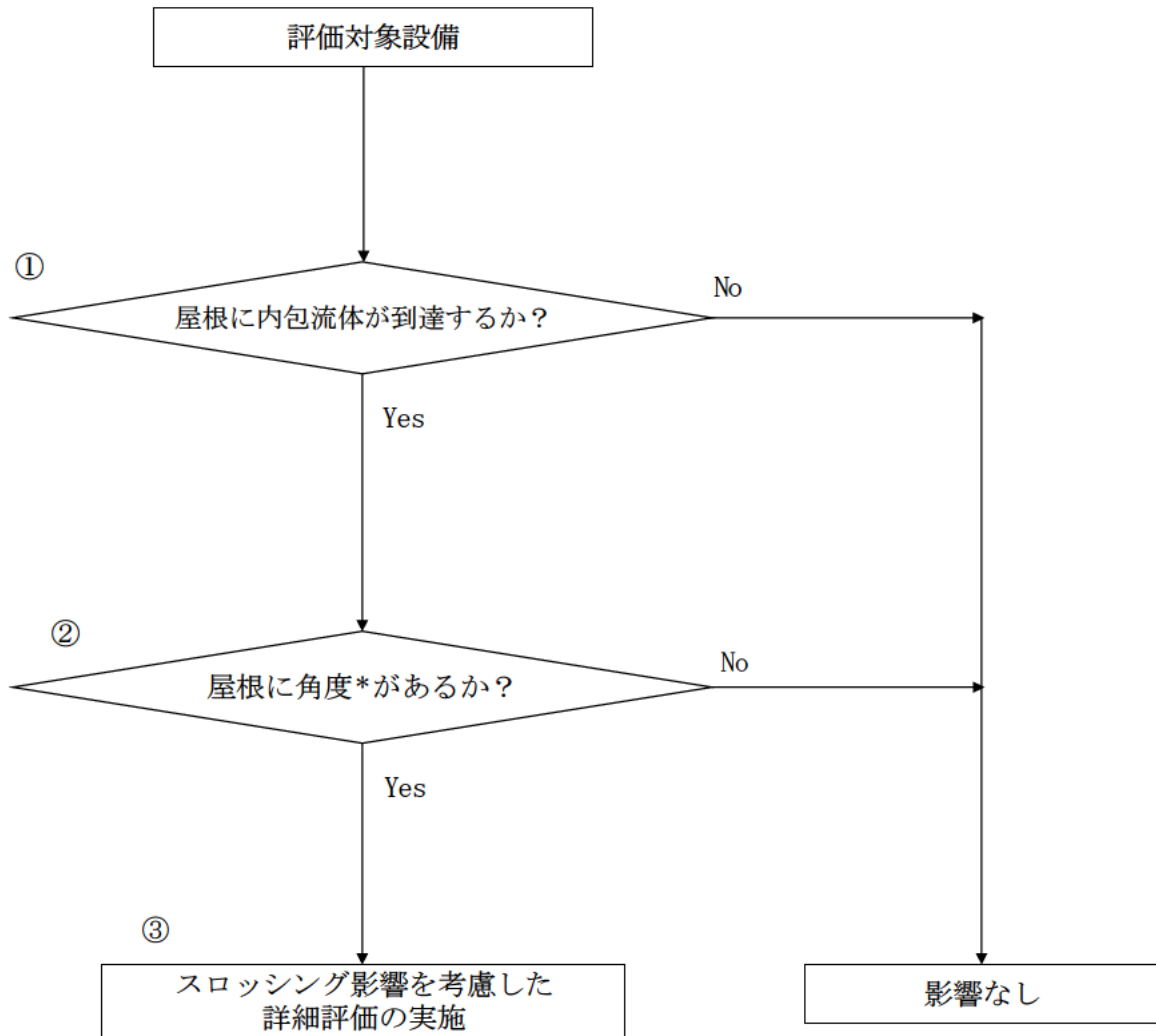 評価対象設備
①
屋根に内包流体が到達するか？
No
Yes
②
屋根に角度*があるか？
No
Yes
③
スロッシング影響を考慮した
詳細評価の実施
影響なし